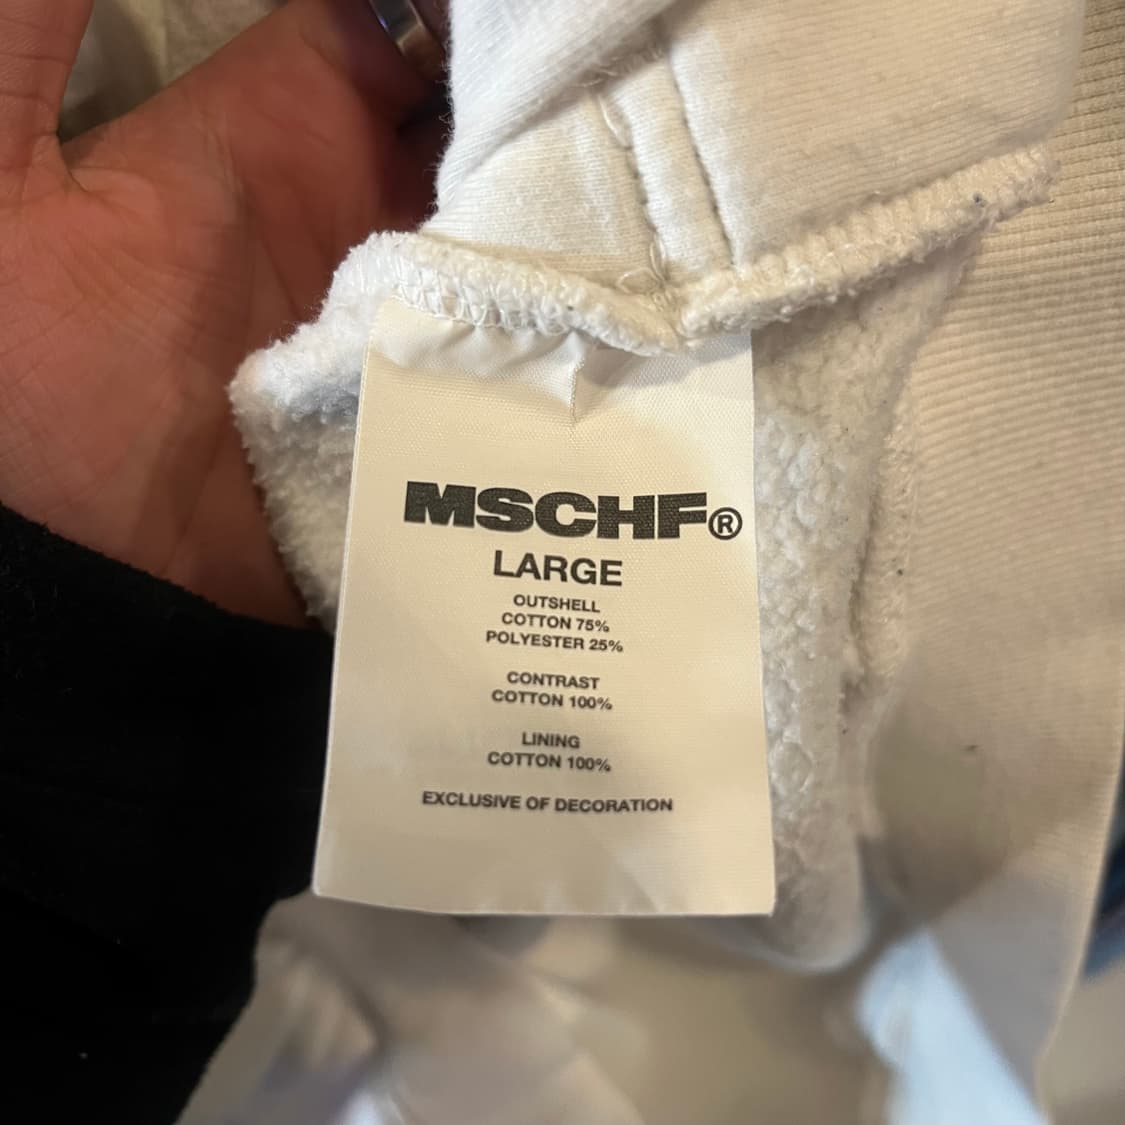 MSCHF®
LARGE
OUTSHELL
COTTON 75%
POLYESTER 25%
CONTRAST
COTTON 100%
LINING
COTTON 100%
EXCLUSIVE OF DECORATION